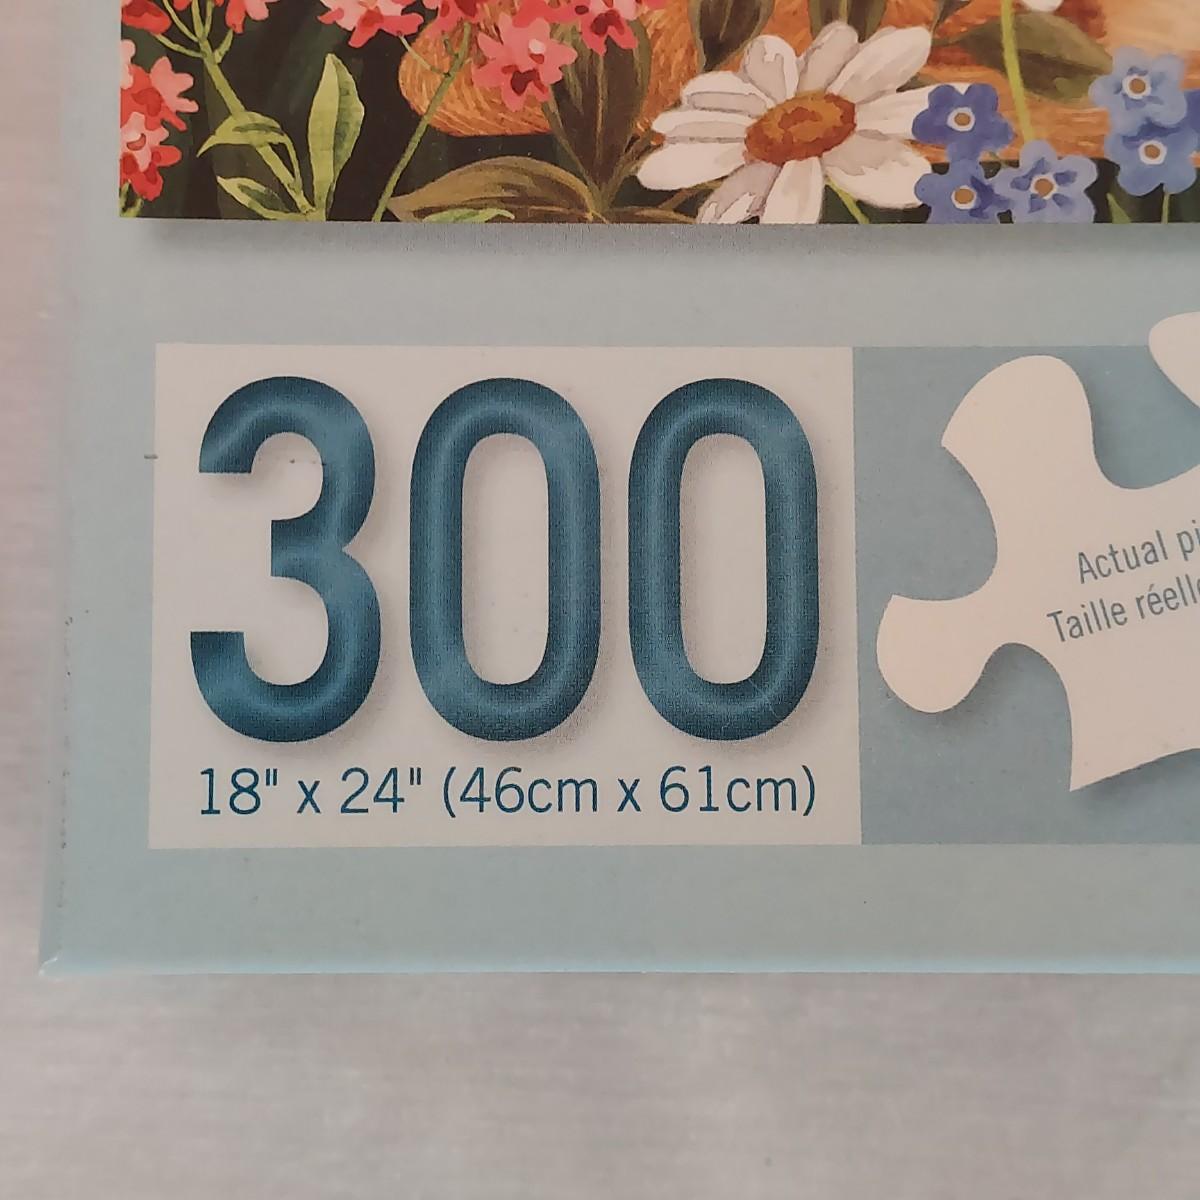 300
18" x 24" (46cm x 61cm)
Actual
Taille